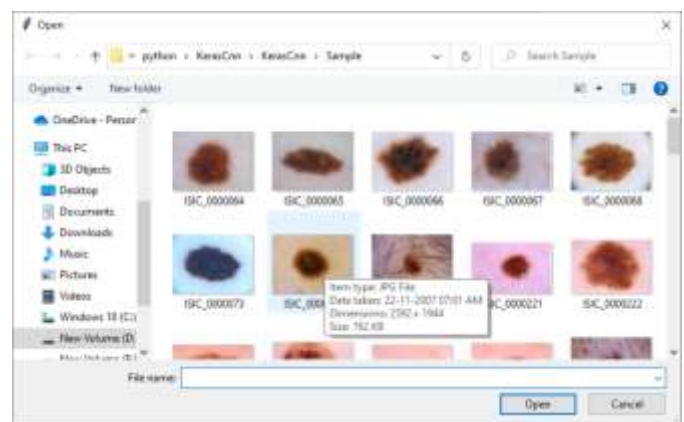 Open
python › KerasCnn › KerasCnn › Sample
Search Sample
Organize
New folder
OneDrive - Person
This PC
3D Objects
Desktop
Documents
Downloads
Music
Pictures
Videos
Windows 10 (C:)
New Volume (D:
ISIC_0000064
ISIC_0000065
ISIC_0000066
ISIC_0000067
ISIC_0000068
ISIC_0000073
ISIC_0000221
ISIC_0000222
Item type: JPG File
Date taken: 22-11-2007 07:01 AM
Dimensions: 2592 x 1944
Size: 762 KB
File name:
Open
Cancel